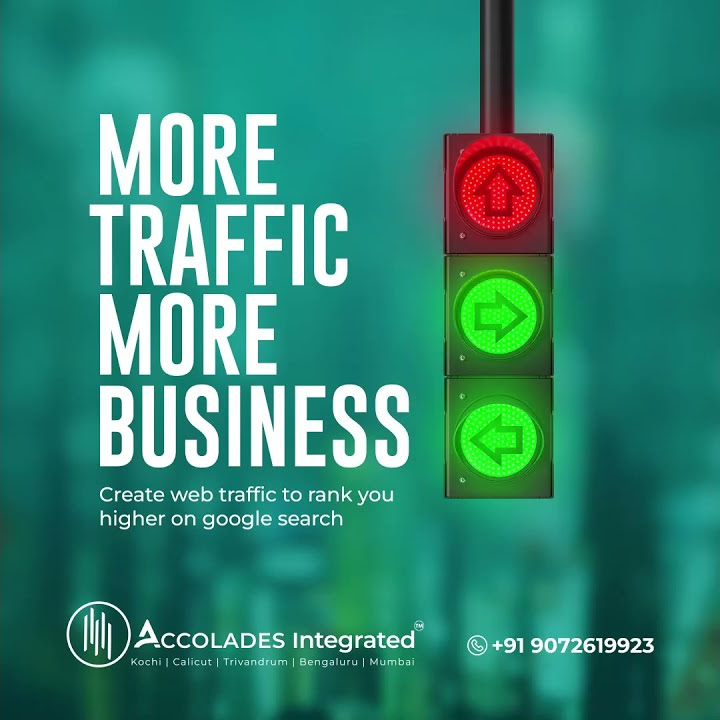 MORE
TRAFFIC
MORE
BUSINESS
Create web traffic to rank you
higher on google search
ACCOLADES Integrated™
Kochi | Calicut | Trivandrum | Bengaluru | Mumbai
+91 9072619923